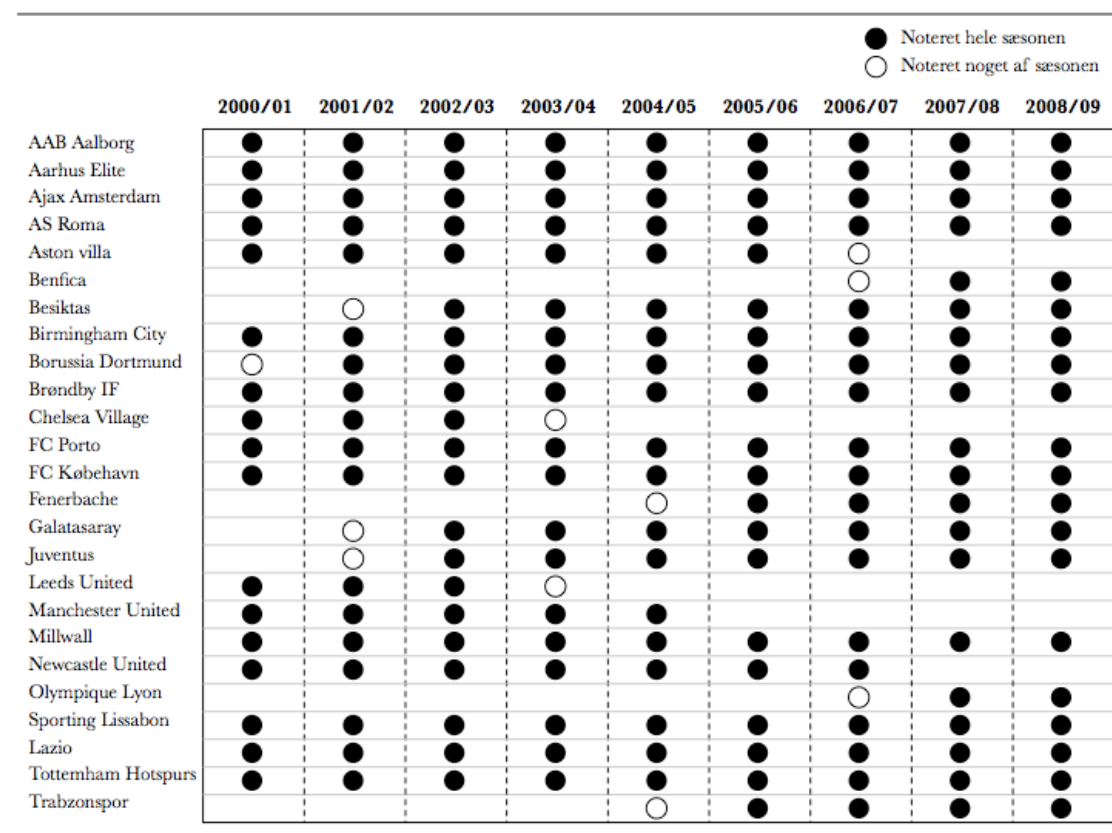 Noteret hele sæsonen
Noteret noget af sæsonen
2000/01 2001/02 2002/03 2003/04 2004/05 2005/06 2006/07 2007/08 2008/09
AAB Aalborg
Aarhus Elite
Ajax Amsterdam
AS Roma
Aston villa
Benfica
Besiktas
Birmingham City
Borussia Dortmund
Brøndby IF
Chelsea Village
FC Porto
FC Købehavn
Fenerbache
Galatasaray
Juventus
Leeds United
Manchester United
Millwall
Newcastle United
Olympique Lyon
Sporting Lissabon
Lazio
Tottemham Hotspurs
Trabzonspor